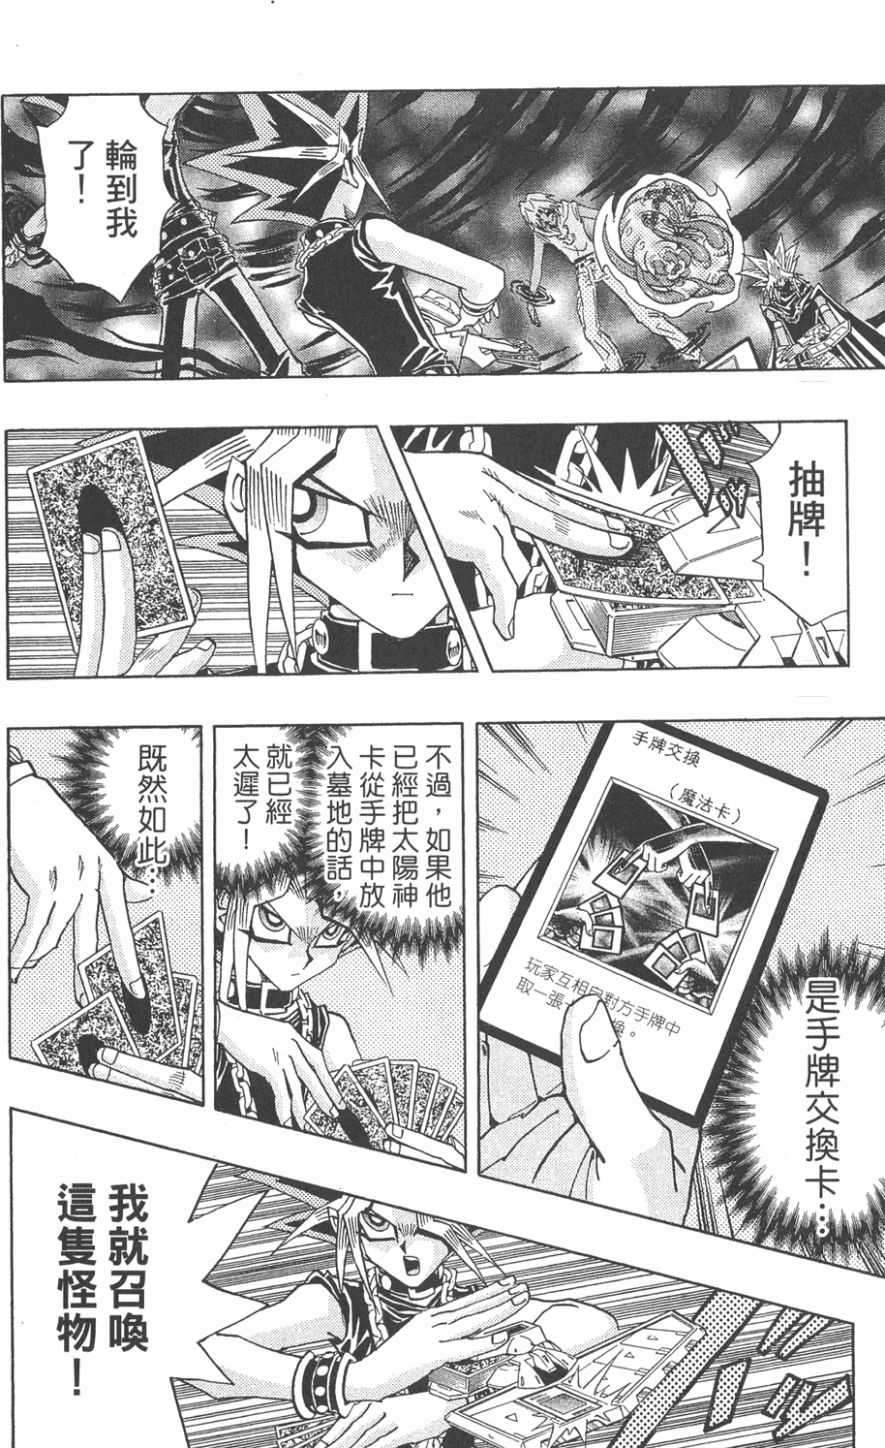 輪到我
了！
抽牌！
手牌交換
（魔法卡）
玩家互相自對方手牌中
取一張卡
換。
是手牌交換卡…
不過，如果他
已經把太陽神
卡從手牌中放
入墓地的話，
就已經
太遲了！
既然如此…
我就召喚
這隻怪物！